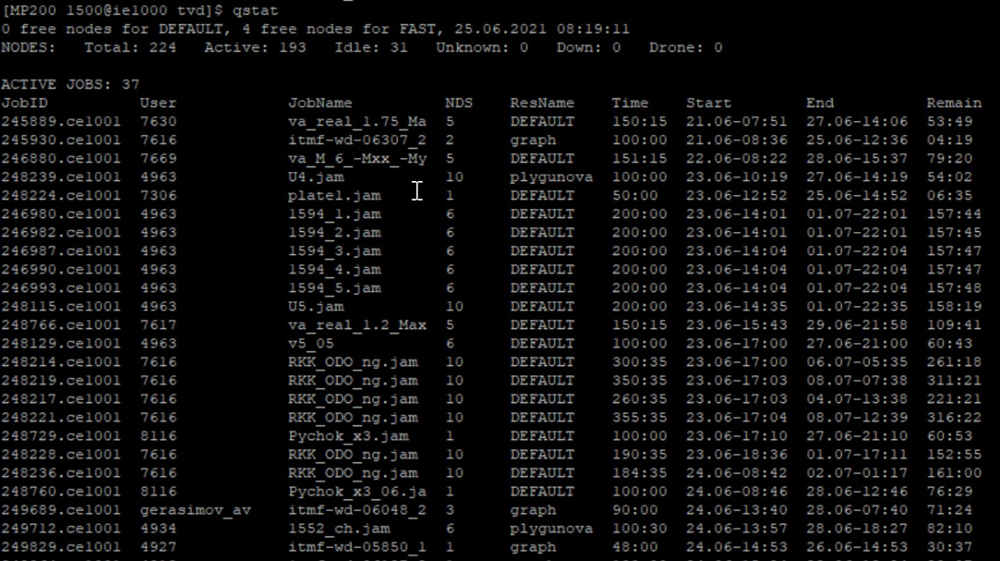 [MP200 1500@ie1000 tvd]$ qstat
0 free nodes for DEFAULT, 4 free nodes for FAST, 25.06.2021 08:19:11
NODES: Total: 224 Active: 193 Idle: 31 Unknown: 0 Down: 0 Drone: 0
ACTIVE JOBS: 37
JobID User JobName NDS ResName Time Start End Remain
245889.ce1001 7630 va_real_1.75_Ma 5 DEFAULT 150:15 21.06-07:51 27.06-14:06 53:49
245930.ce1001 7616 itmf-wd-06307_2 2 graph 100:00 21.06-08:36 25.06-12:36 04:19
246880.ce1001 7669 va_M_6_-Mxx_-My 5 DEFAULT 151:15 22.06-08:22 28.06-15:37 79:20
248239.ce1001 4963 U4.jam 10 plygunova 100:00 23.06-10:19 27.06-14:19 54:02
248224.ce1001 7306 plate1.jam 1 DEFAULT 50:00 23.06-12:52 25.06-14:52 06:35
246980.ce1001 4963 1594_1.jam 6 DEFAULT 200:00 23.06-14:01 01.07-22:01 157:44
246982.ce1001 4963 1594_2.jam 6 DEFAULT 200:00 23.06-14:01 01.07-22:01 157:45
246987.ce1001 4963 1594_3.jam 6 DEFAULT 200:00 23.06-14:04 01.07-22:04 157:47
246990.ce1001 4963 1594_4.jam 6 DEFAULT 200:00 23.06-14:04 01.07-22:04 157:47
246993.ce1001 4963 1594_5.jam 6 DEFAULT 200:00 23.06-14:04 01.07-22:04 157:48
248115.ce1001 4963 U5.jam 10 DEFAULT 200:00 23.06-14:35 01.07-22:35 158:19
248766.ce1001 7617 va_real_1.2_Max 5 DEFAULT 150:15 23.06-15:43 29.06-21:58 109:41
248129.ce1001 4963 v5_05 6 DEFAULT 100:00 23.06-17:00 27.06-21:00 60:43
248214.ce1001 7616 RKK_ODO_ng.jam 10 DEFAULT 300:35 23.06-17:00 06.07-05:35 261:18
248219.ce1001 7616 RKK_ODO_ng.jam 10 DEFAULT 350:35 23.06-17:03 08.07-07:38 311:21
248217.ce1001 7616 RKK_ODO_ng.jam 10 DEFAULT 260:35 23.06-17:03 04.07-13:38 221:21
248221.ce1001 7616 RKK_ODO_ng.jam 10 DEFAULT 355:35 23.06-17:04 08.07-12:39 316:22
248729.ce1001 8116 Pychok_x3.jam 1 DEFAULT 100:00 23.06-17:10 27.06-21:10 60:53
248228.ce1001 7616 RKK_ODO_ng.jam 10 DEFAULT 190:35 23.06-18:36 01.07-17:11 152:55
248236.ce1001 7616 RKK_ODO_ng.jam 10 DEFAULT 184:35 24.06-08:42 02.07-01:17 161:00
248760.ce1001 8116 Pychok_x3_06.ja 1 DEFAULT 100:00 24.06-08:46 28.06-12:46 76:29
249689.ce1001 gerasimov_av itmf-wd-06048_2 3 graph 90:00 24.06-13:40 28.06-07:40 71:24
249712.ce1001 4934 1552_ch.jam 6 plygunova 100:30 24.06-13:57 28.06-18:27 82:10
249829.ce1001 4927 itmf-wd-05850_1 1 graph 48:00 24.06-14:53 26.06-14:53 30:37